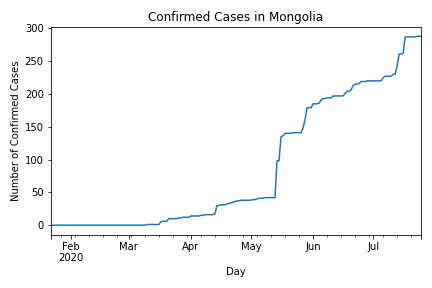 Confirmed Cases in Mongolia
300
250
200
150
100
50
0
Number of Confirmed Cases
Feb Mar Apr May Jun Jul
2020
Day